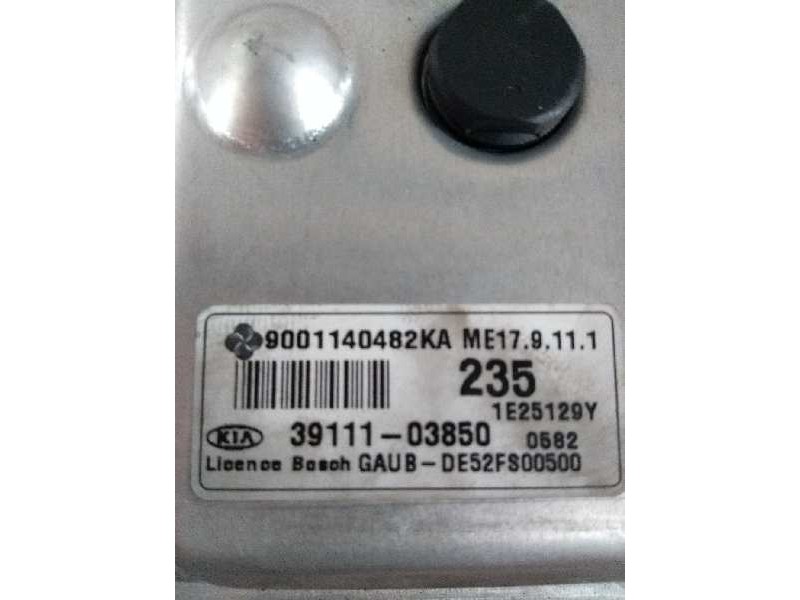 9001140482KA ME17.9.11.1
235
1E25129Y
KIA 39111-03850 0582
Licence Bosch GAUB-DE52FS00500